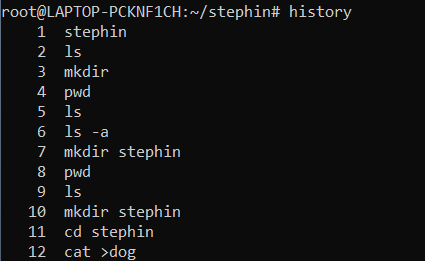 root@LAPTOP-PCKNF1CH:~/stephin# history
1 stephin
2 ls
3 mkdir
4 pwd
5 ls
6 ls -a
7 mkdir stephin
8 pwd
9 ls
10 mkdir stephin
11 cd stephin
12 cat >dog